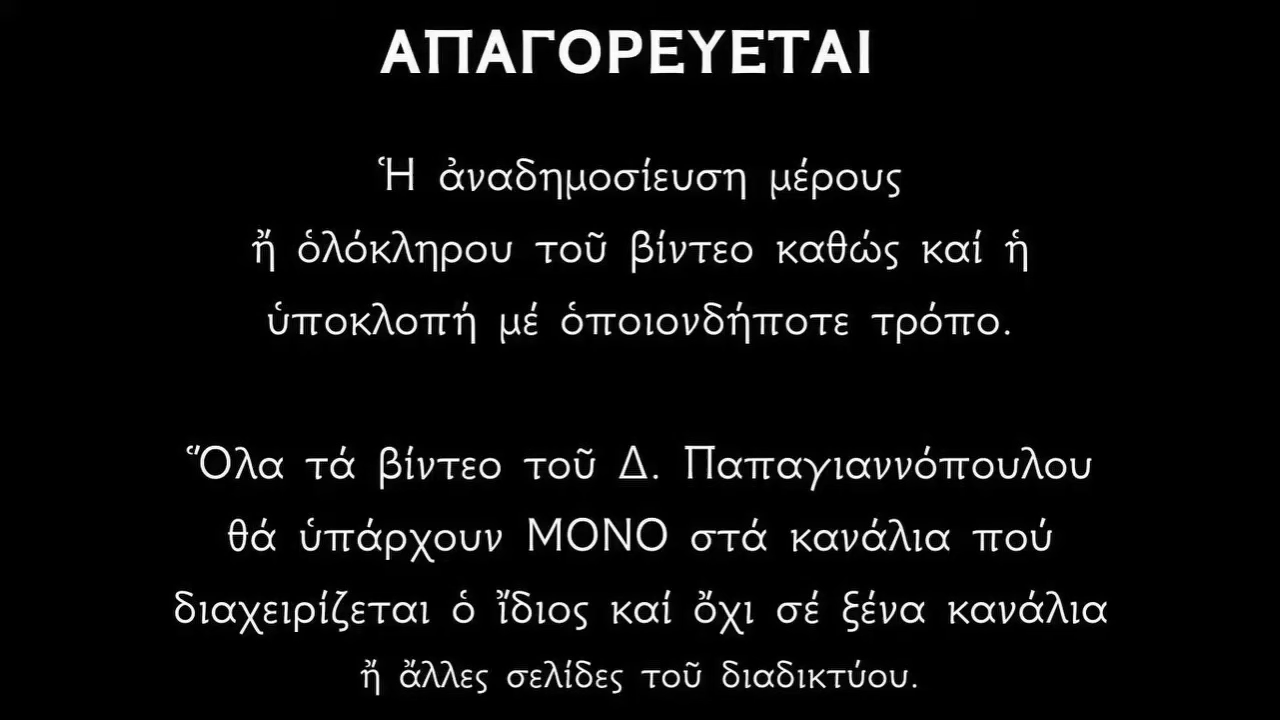 ΑΠΑΓΟΡΕΥΕΤΑΙ
Ἡ ἀναδημοσίευση μέρους
ἤ ὁλόκληρου τοῦ βίντεο καθώς καί ἡ
ὑποκλοπή μέ ὁποιονδήποτε τρόπο.
Ὅλα τά βίντεο τοῦ Δ. Παπαγιαννόπουλου
θά ὑπάρχουν ΜΟΝΟ στά κανάλια πού
διαχειρίζεται ὁ ἴδιος καί ὄχι σέ ξένα κανάλια
ἤ ἄλλες σελίδες τοῦ διαδικτύου.